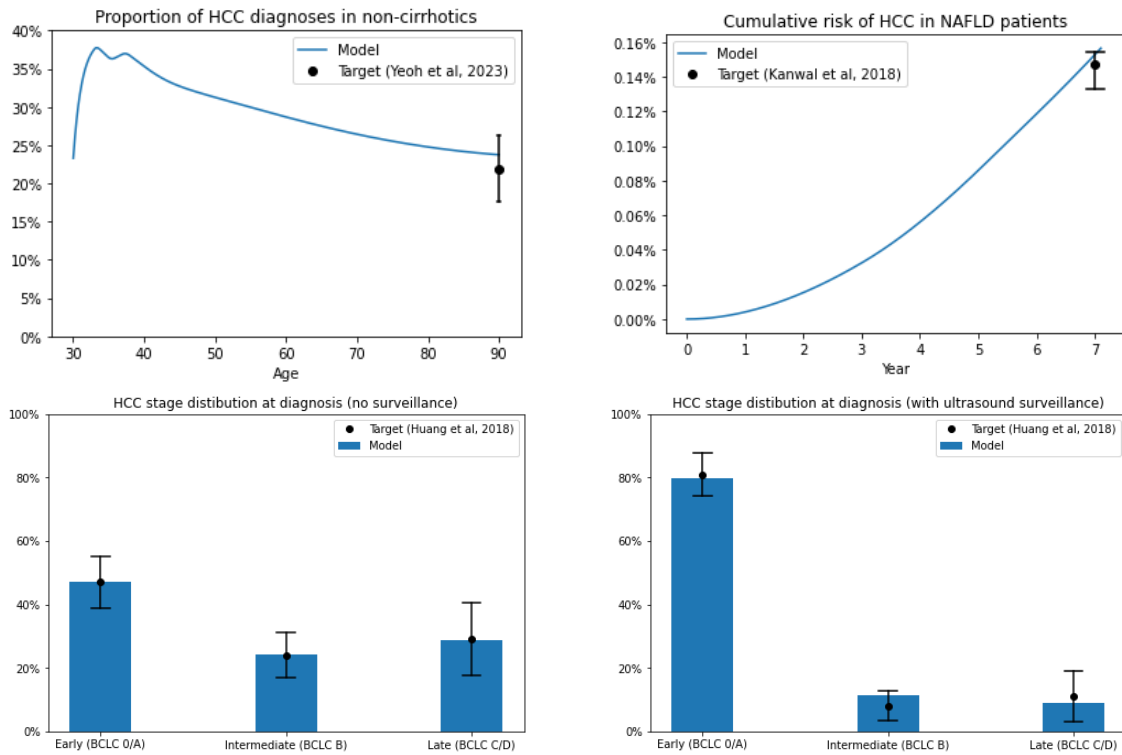 Proportion of HCC diagnoses in non-cirrhotics
40%
35%
30%
25%
20%
15%
10%
5%
0%
Model
Target (Yeoh et al, 2023)
30 40 50 60 70 80 90
Age
Cumulative risk of HCC in NAFLD patients
0.16%
0.14%
0.12%
0.10%
0.08%
0.06%
0.04%
0.02%
0.00%
Model
Target (Kanwal et al, 2018)
0 1 2 3 4 5 6 7
Year
HCC stage distibution at diagnosis (no surveillance)
100%
80%
60%
40%
20%
0%
Target (Huang et al, 2018)
Model
Early (BCLC 0/A) Intermediate (BCLC B) Late (BCLC C/D)
HCC stage distibution at diagnosis (with ultrasound surveillance)
100%
80%
60%
40%
20%
0%
Target (Huang et al, 2018)
Model
Early (BCLC 0/A) Intermediate (BCLC B) Late (BCLC C/D)